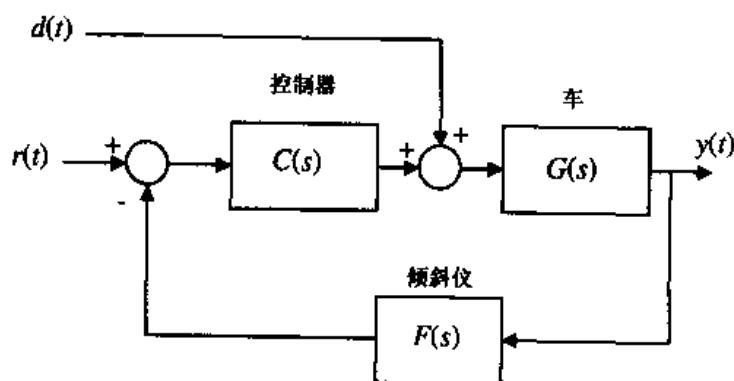 d(t)
控制器
车
r(t)
+
-
C(s)
+
+
G(s)
y(t)
倾斜仪
F(s)